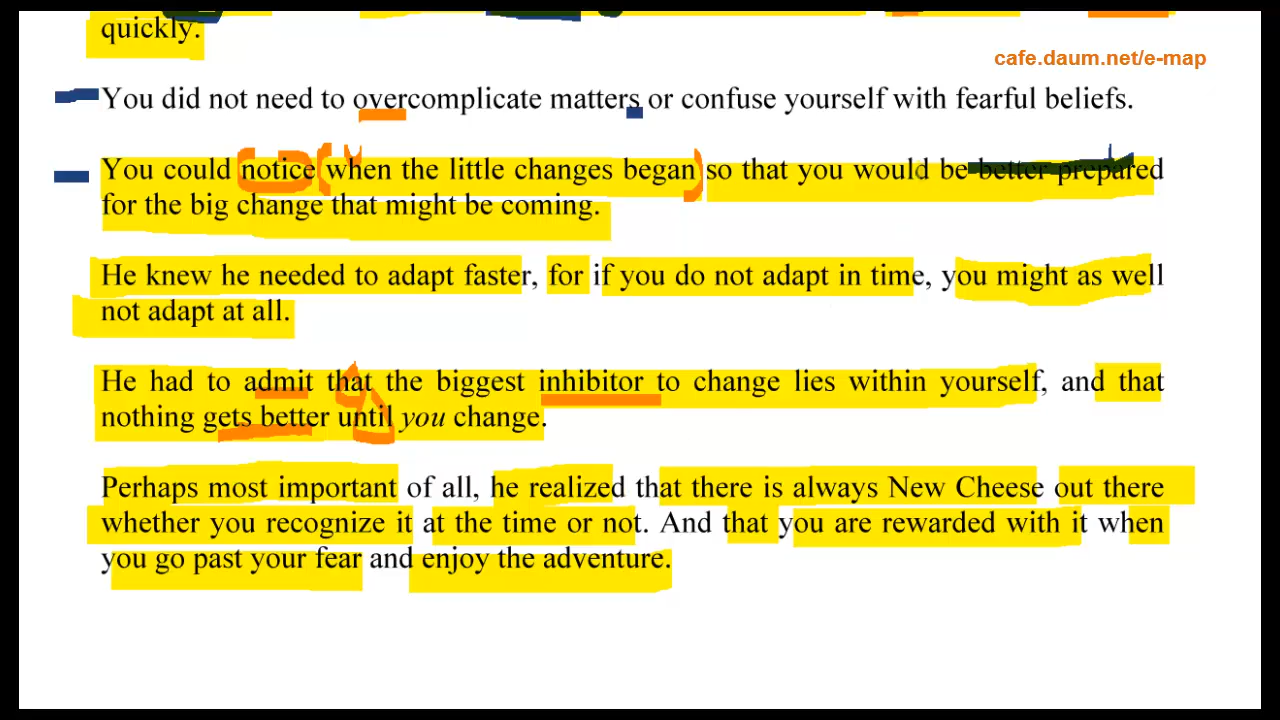 quickly.
cafe.daum.net/e-map
You did not need to overcomplicate matters or confuse yourself with fearful beliefs.
You could notice when the little changes began so that you would be better prepared
for the big change that might be coming.
He knew he needed to adapt faster, for if you do not adapt in time, you might as well
not adapt at all.
He had to admit that the biggest inhibitor to change lies within yourself, and that
nothing gets better until you change.
Perhaps most important of all, he realized that there is always New Cheese out there
whether you recognize it at the time or not. And that you are rewarded with it when
you go past your fear and enjoy the adventure.